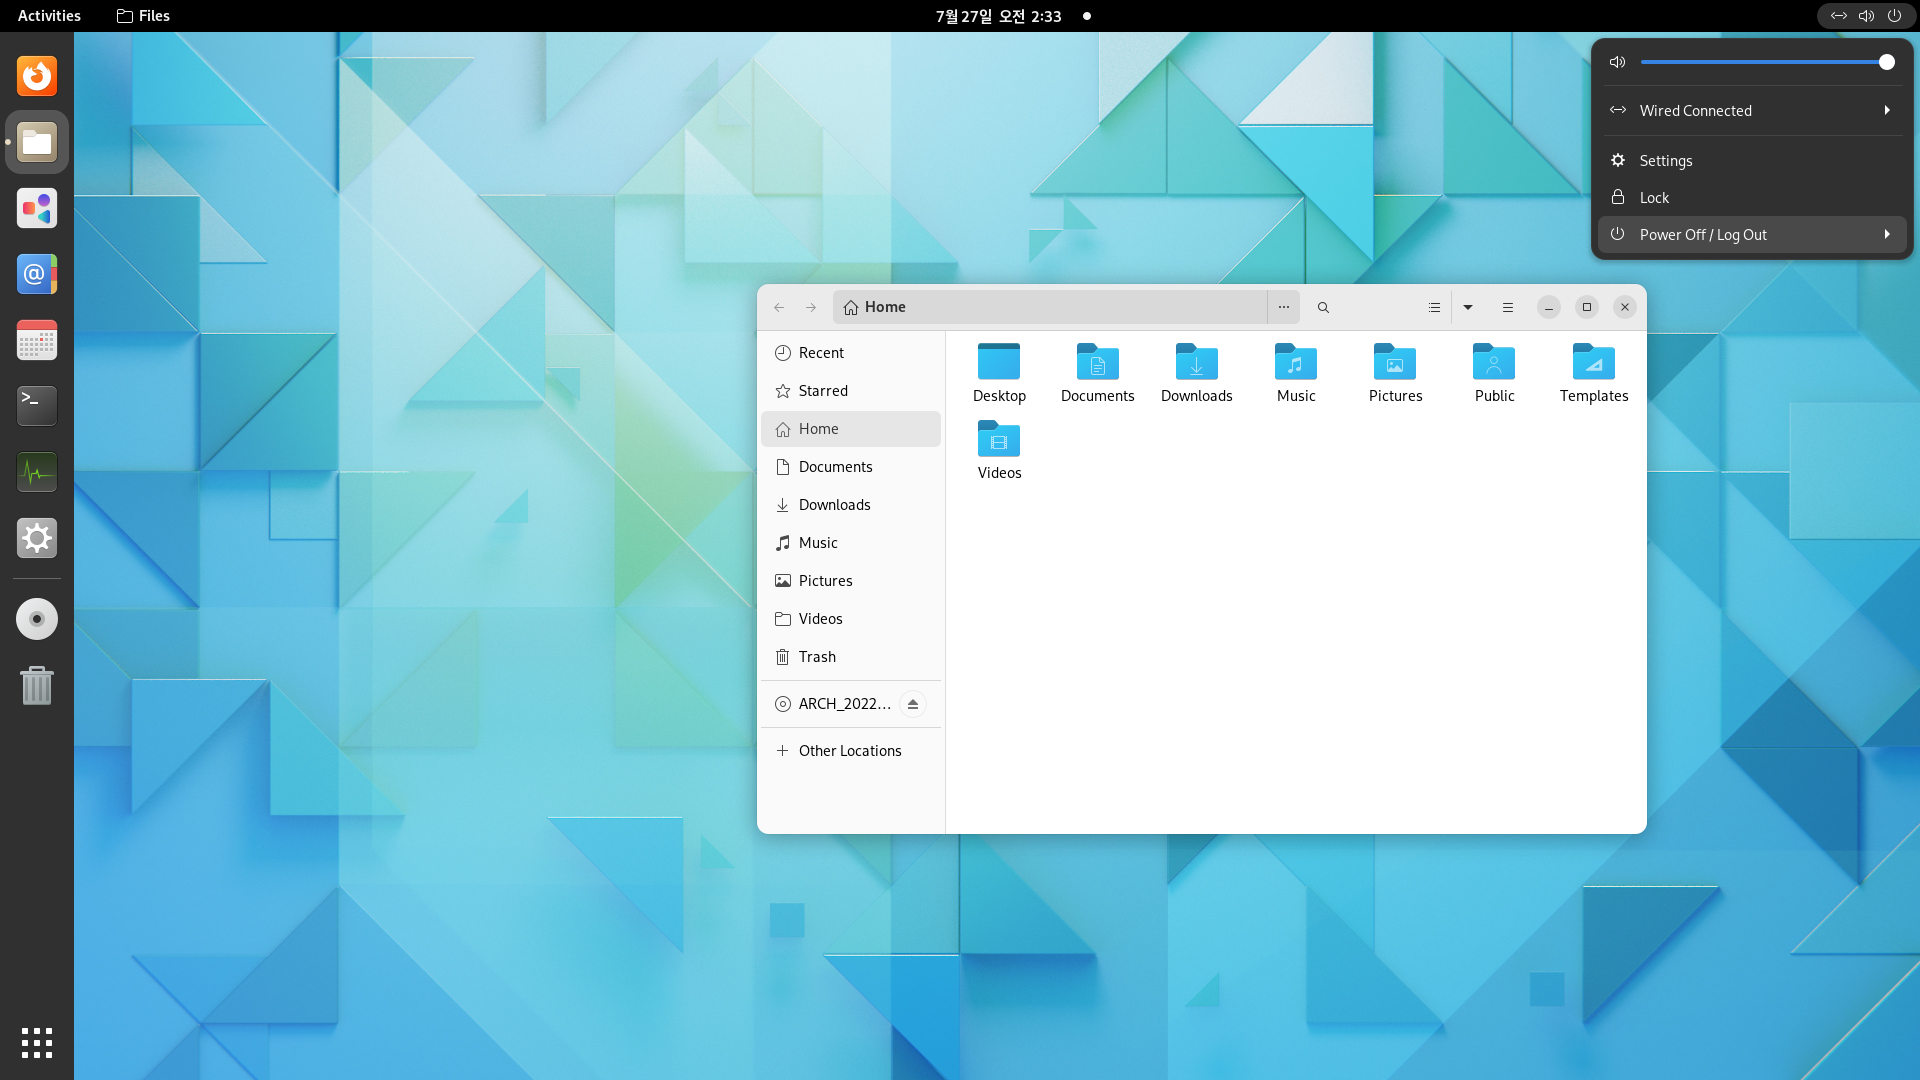 Activities
Files
7월 27일 오전 2:33
Wired Connected
Settings
Lock
Power Off / Log Out
Home
Recent
Starred
Home
Documents
Downloads
Music
Pictures
Videos
Trash
ARCH_2022…
Other Locations
Desktop
Documents
Downloads
Music
Pictures
Public
Templates
Videos